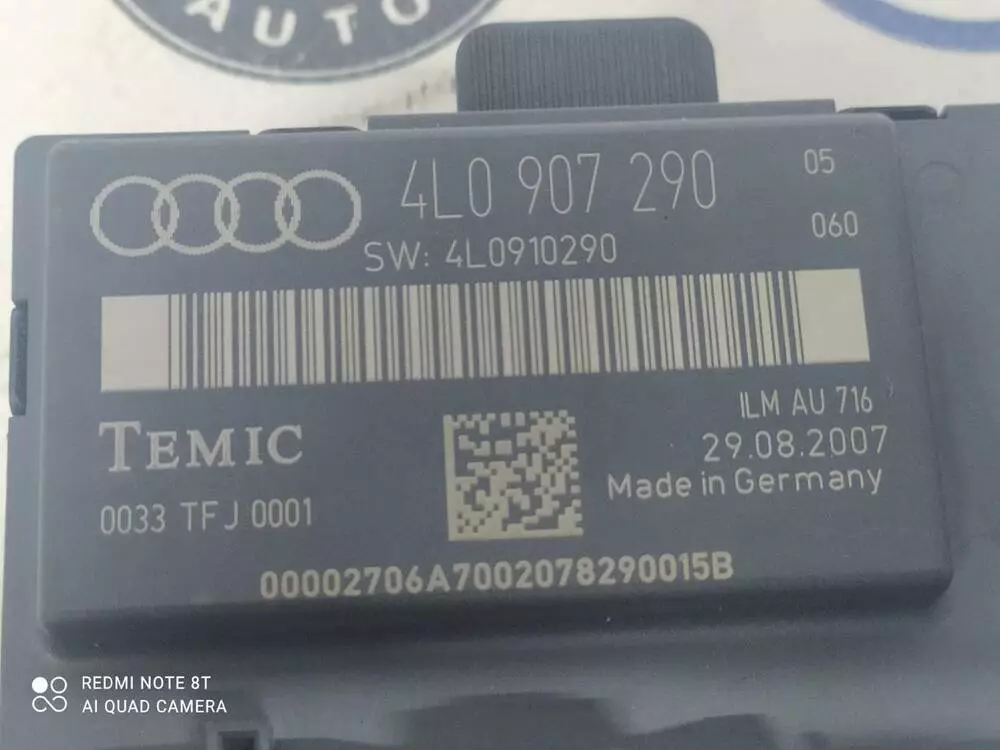 AUTO
4L0 907 290 05
060
SW: 4L0910290
ILM AU 716
TEMIC
29.08.2007
Made in Germany
0033 TFJ 0001
00002706A7002078290015B
REDMI NOTE 8T
AI QUAD CAMERA